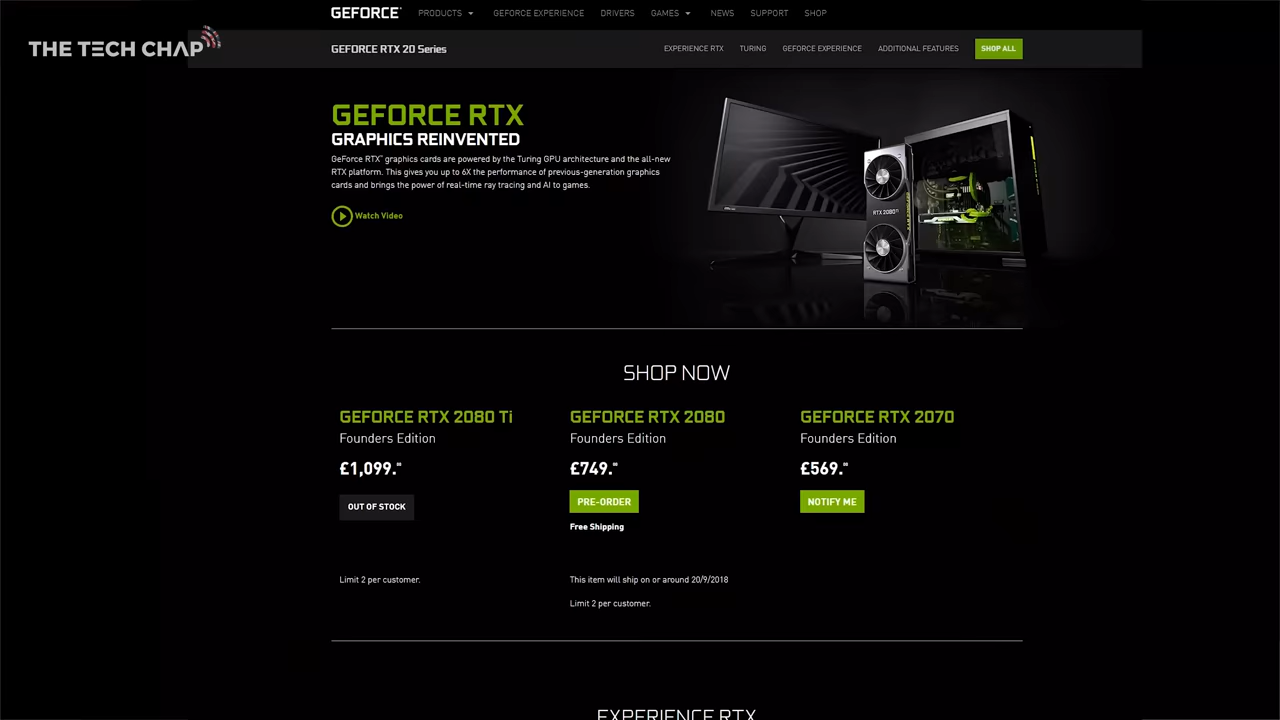 GEFORCE
PRODUCTS GEFORCE EXPERIENCE DRIVERS GAMES NEWS SUPPORT SHOP
THE TECH CHAP
GEFORCE RTX 20 Series
EXPERIENCE RTX TURING GEFORCE EXPERIENCE ADDITIONAL FEATURES SHOP ALL
GEFORCE RTX
GRAPHICS REINVENTED
GeForce RTX™ graphics cards are powered by the Turing GPU architecture and the all-new
RTX platform. This gives you up to 6X the performance of previous-generation graphics
cards and brings the power of real-time ray tracing and AI to games.
Watch Video
RTX 2080 Ti
SHOP NOW
GEFORCE RTX 2080 Ti GEFORCE RTX 2080 GEFORCE RTX 2070
Founders Edition Founders Edition Founders Edition
£1,099. £749. £569.
OUT OF STOCK PRE-ORDER NOTIFY ME
Free Shipping
Limit 2 per customer. This item will ship on or around 20/9/2018
Limit 2 per customer.
EXPERIENCE RTX